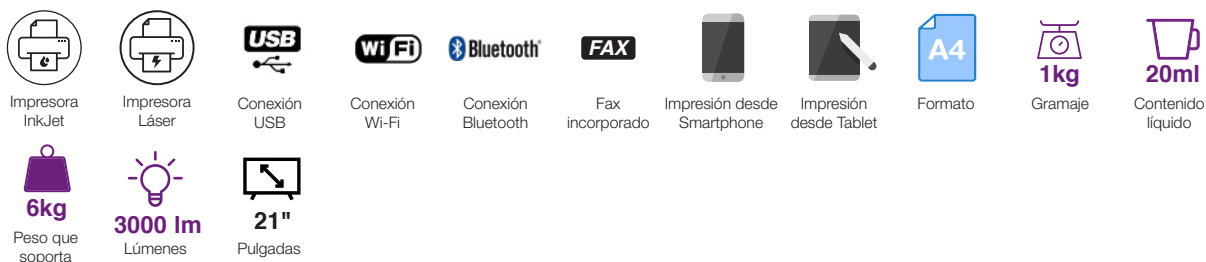 USB
Wi Fi
Bluetooth
FAX
A4
1kg
20ml
Impresora
InkJet
Impresora
Láser
Conexión
USB
Conexión
Wi-Fi
Conexión
Bluetooth
Fax
incorporado
Impresión desde
Smartphone
Impresión
desde Tablet
Formato
Gramaje
Contenido
líquido
6kg
Peso que
soporta
3000 lm
Lúmenes
21"
Pulgadas